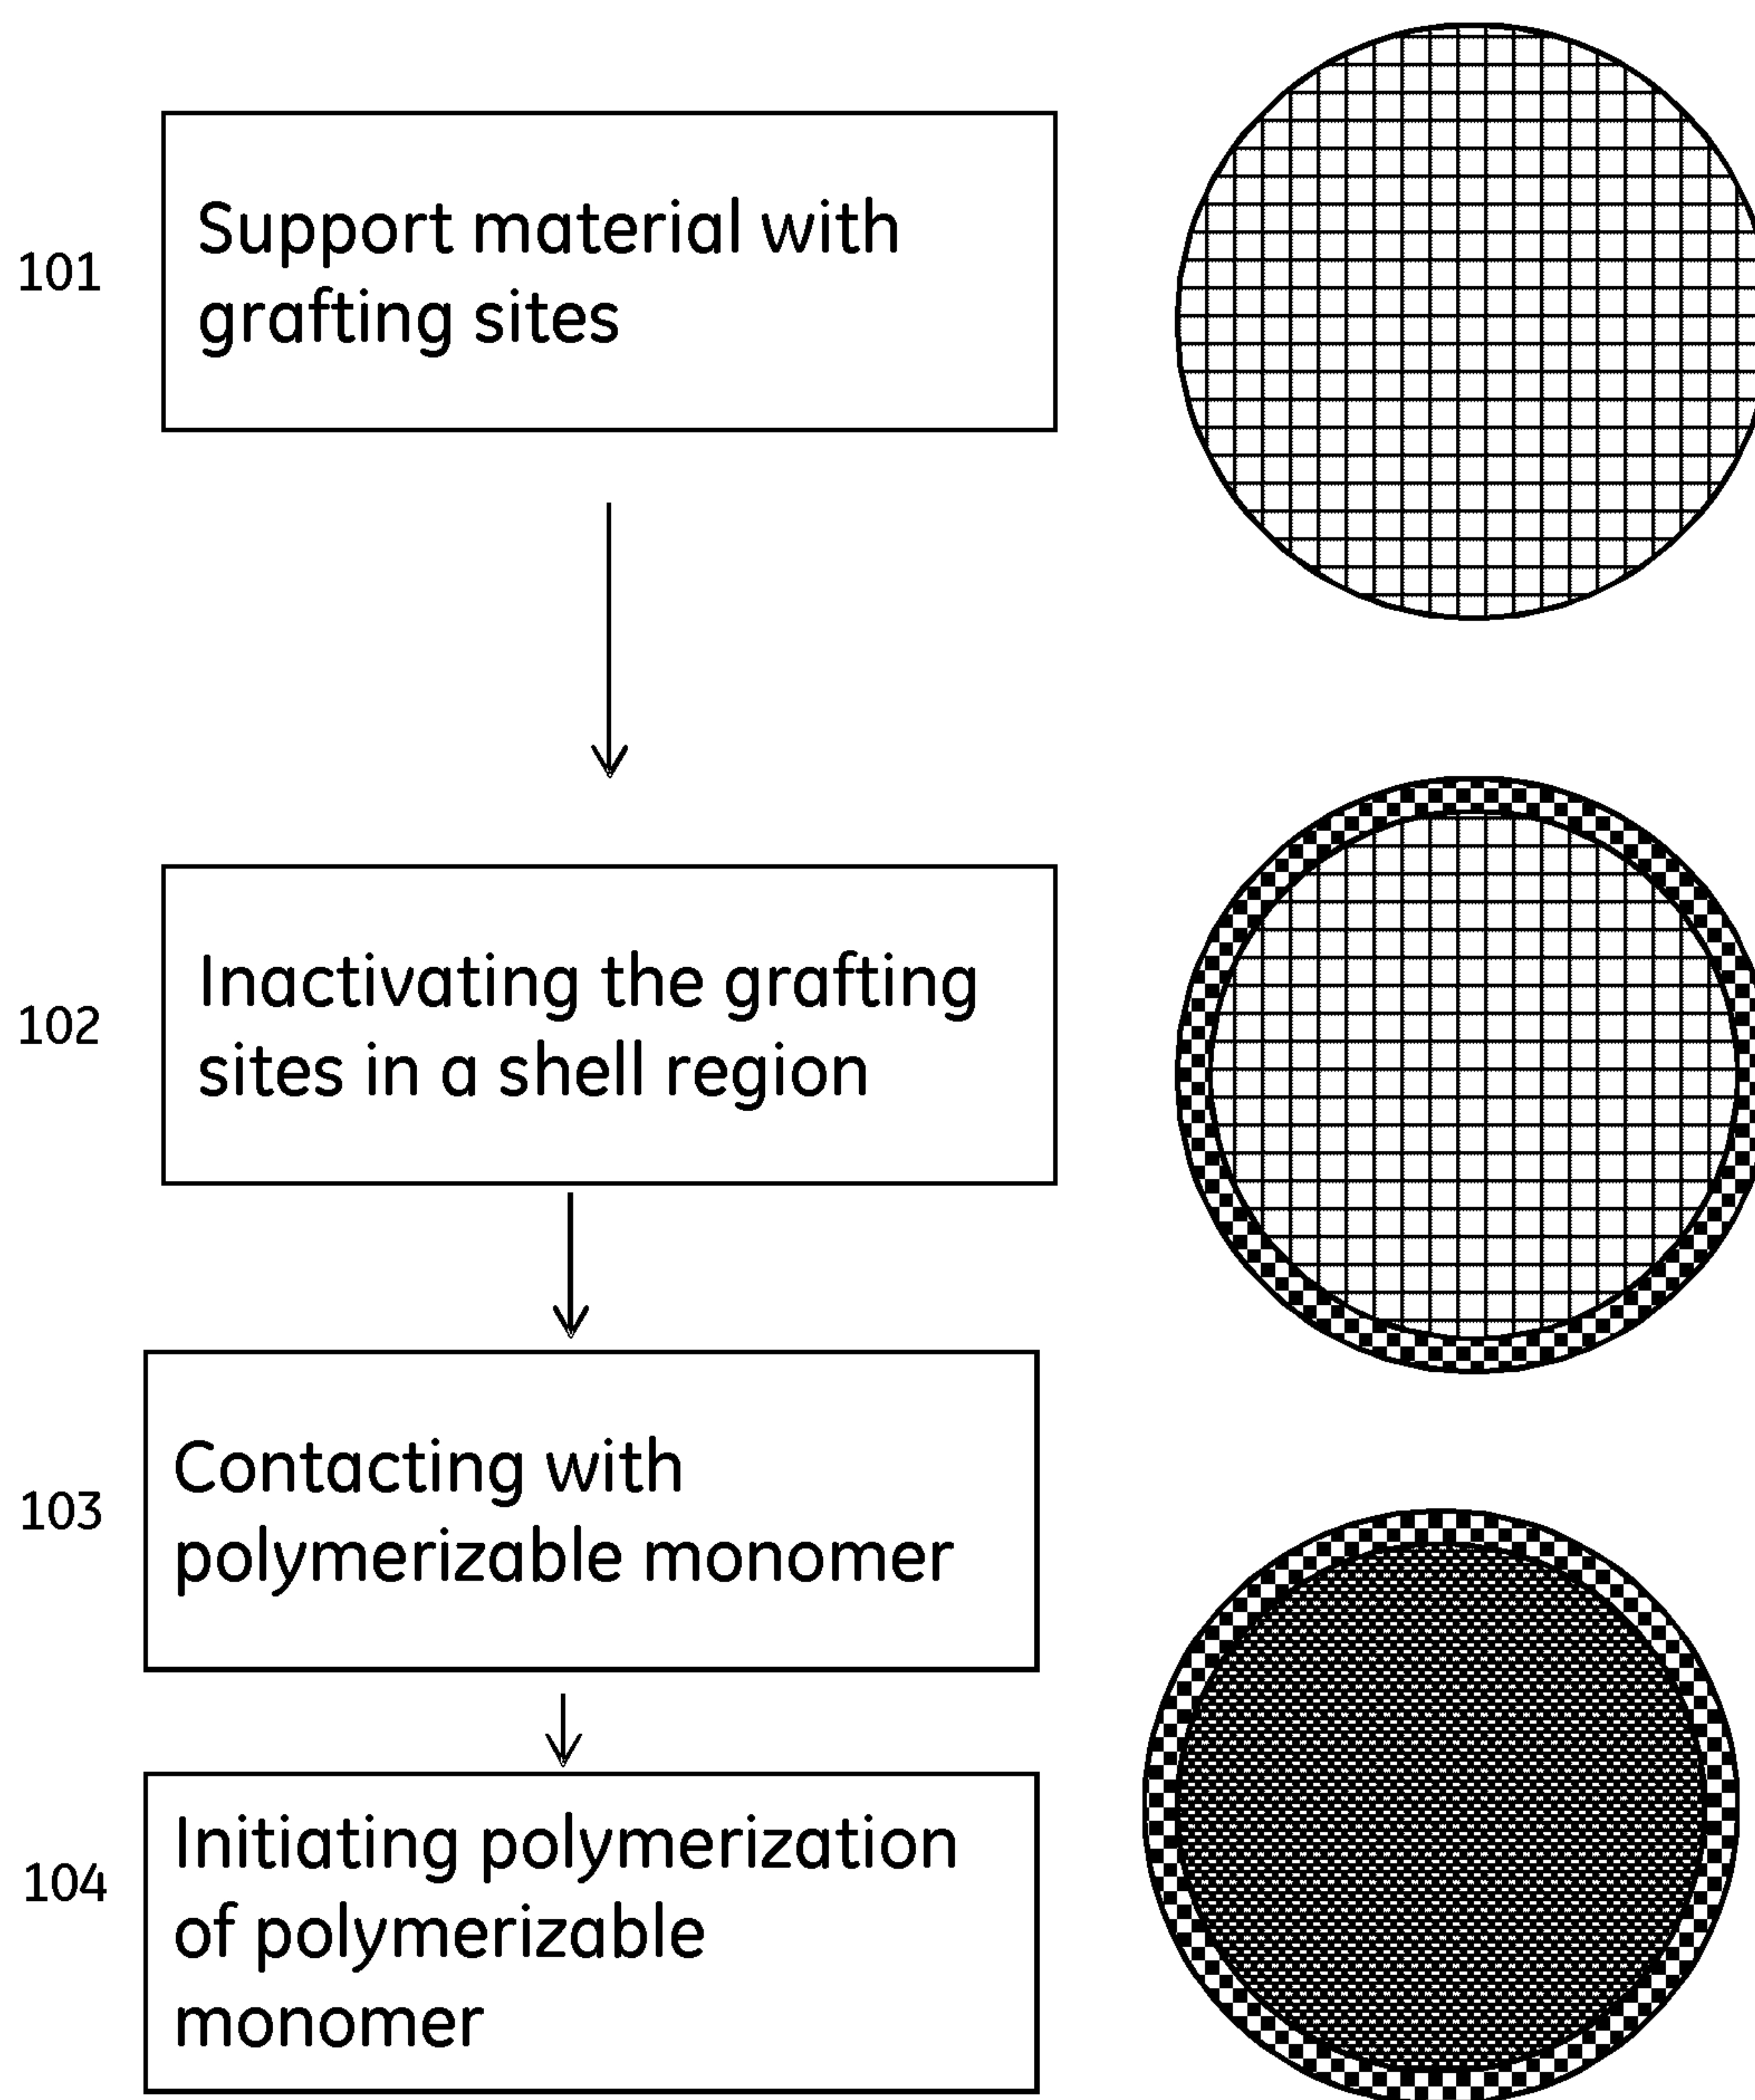 101
Support material with
grafting sites
102
Inactivating the grafting
sites in a shell region
103
Contacting with
polymerizable monomer
104
Initiating polymerization
of polymerizable
monomer